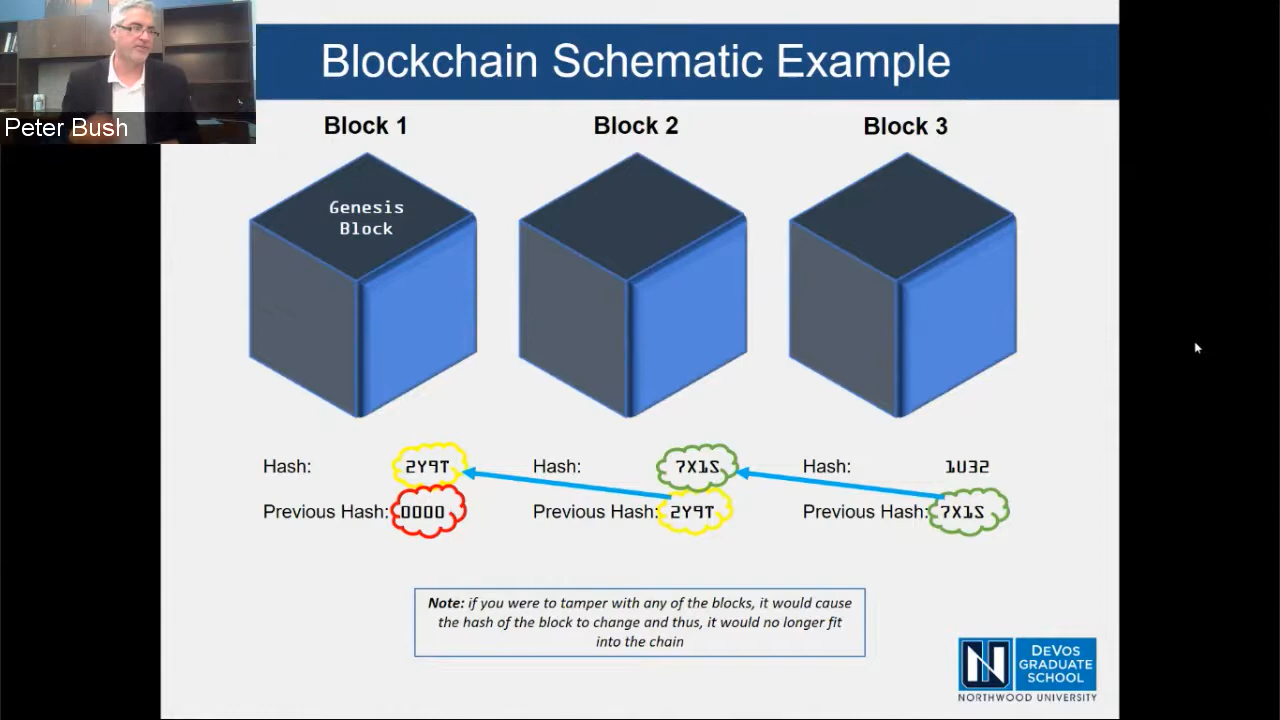 Peter Bush
Blockchain Schematic Example
Block 1
Block 2
Block 3
Genesis
Block
Hash: 2Y9T
Previous Hash: 0000
Hash: 7X1S
Previous Hash: 2Y9T
Hash: 1U32
Previous Hash: 7X1S
Note: if you were to tamper with any of the blocks, it would cause
the hash of the block to change and thus, it would no longer fit
into the chain
N
DEVOS
GRADUATE
SCHOOL
NORTHWOOD UNIVERSITY